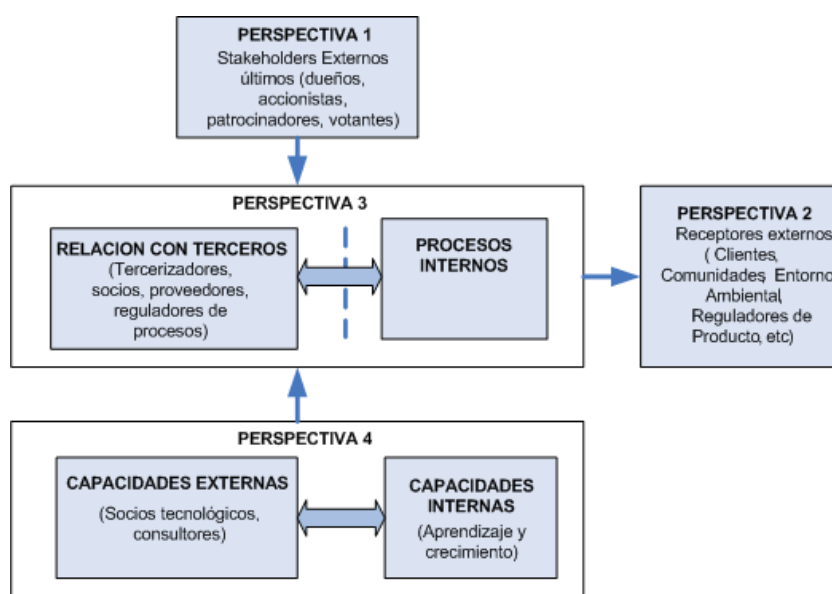 PERSPECTIVA 1
Stakeholders Externos
últimos (dueños,
accionistas,
patrocinadores, votantes)
PERSPECTIVA 3
RELACION CON TERCEROS
(Tercerizadores,
socios, proveedores,
reguladores de
procesos)
PROCESOS
INTERNOS
PERSPECTIVA 2
Receptores externos
( Clientes,
Comunidades, Entorno
Ambiental,
Reguladores de
Producto, etc)
PERSPECTIVA 4
CAPACIDADES EXTERNAS
(Socios tecnológicos,
consultores)
CAPACIDADES
INTERNAS
(Aprendizaje y
crecimiento)